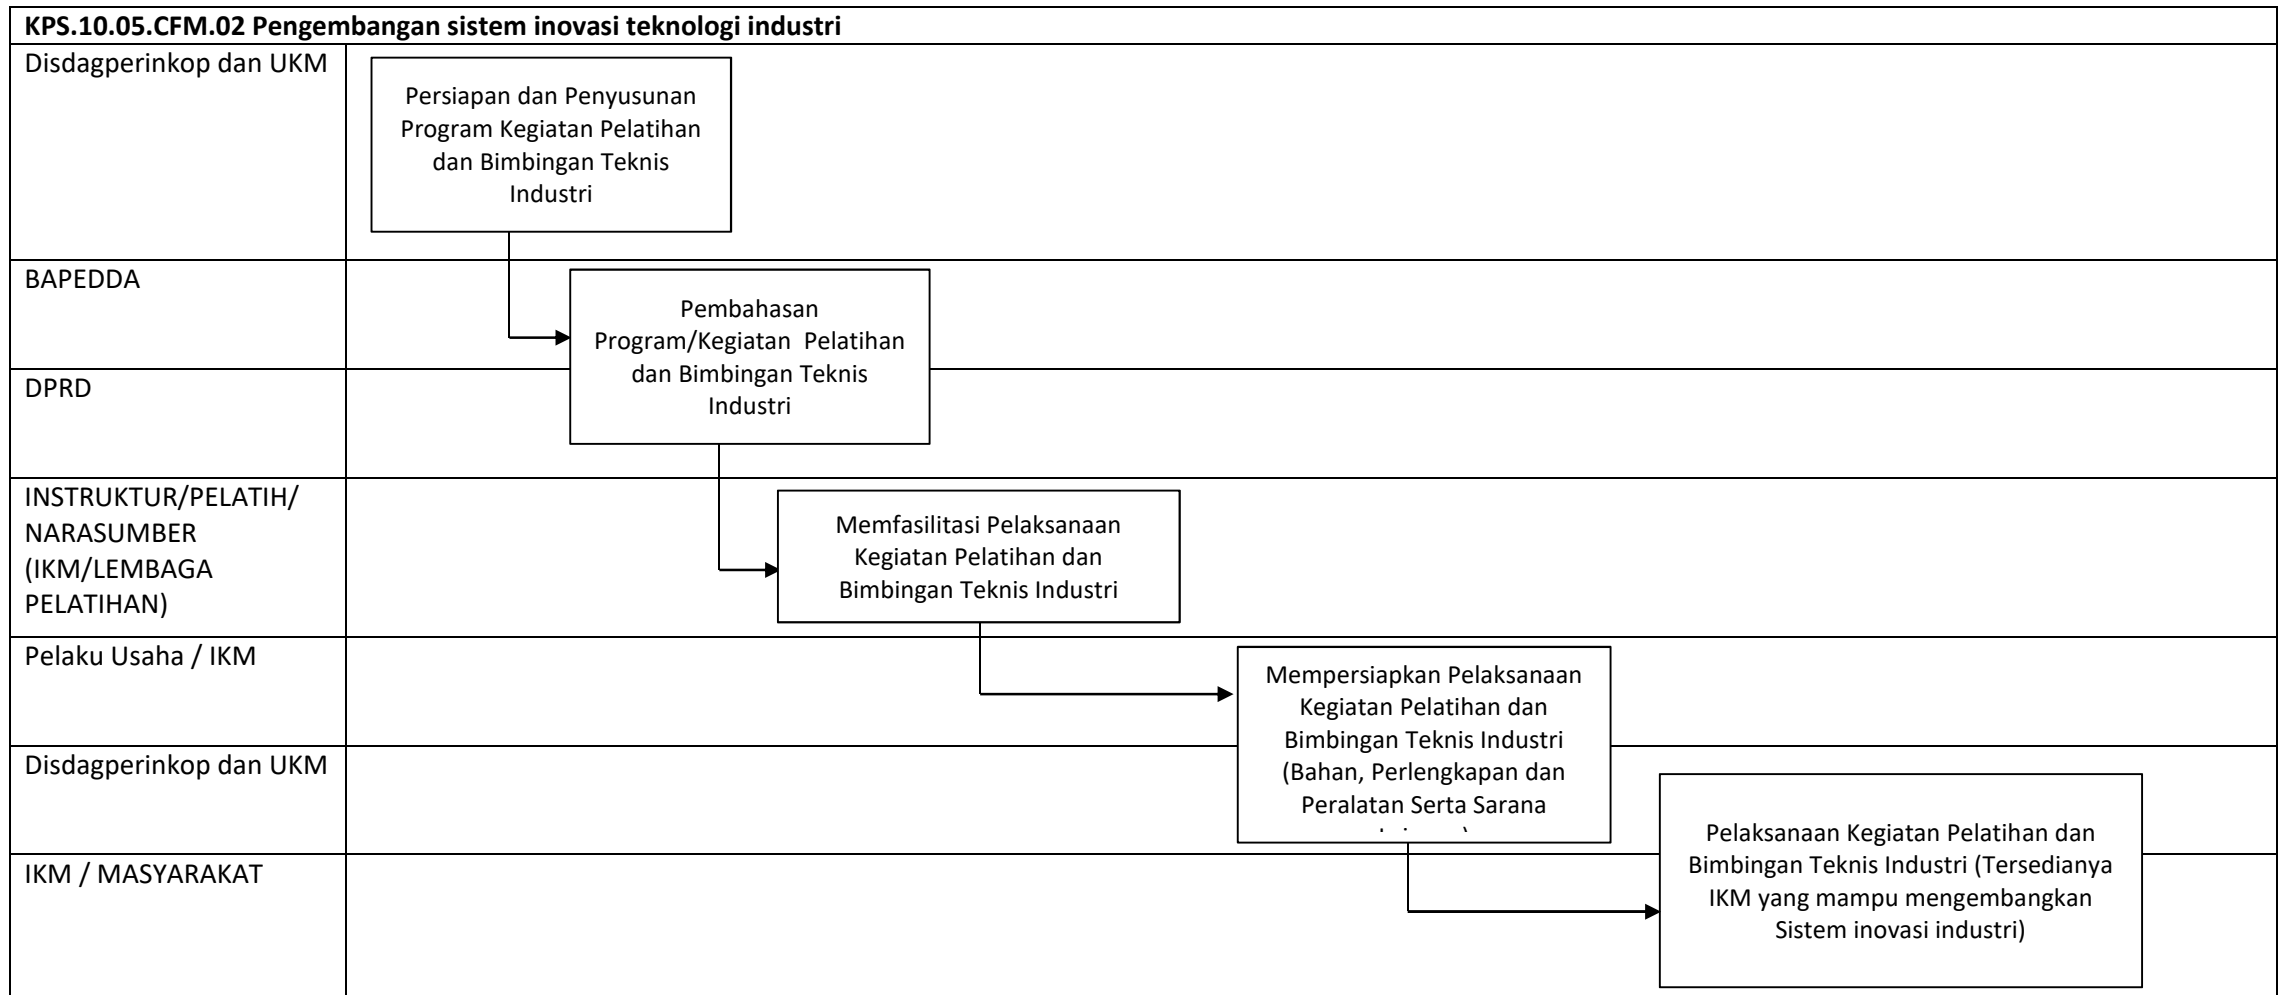 KPS.10.05.CFM.02 Pengembangan sistem inovasi teknologi industri
Disdagperinkop dan UKM
Persiapan dan Penyusunan
Program Kegiatan Pelatihan
dan Bimbingan Teknis
Industri
BAPEDDA
Pembahasan
Program/Kegiatan Pelatihan
dan Bimbingan Teknis
Industri
DPRD
INSTRUKTUR/PELATIH/
NARASUMBER
(IKM/LEMBAGA
PELATIHAN)
Memfasilitasi Pelaksanaan
Kegiatan Pelatihan dan
Bimbingan Teknis Industri
Pelaku Usaha / IKM
Mempersiapkan Pelaksanaan
Kegiatan Pelatihan dan
Bimbingan Teknis Industri
(Bahan, Perlengkapan dan
Peralatan Serta Sarana
Disdagperinkop dan UKM
Pelaksanaan Kegiatan Pelatihan dan
Bimbingan Teknis Industri (Tersedianya
IKM yang mampu mengembangkan
Sistem inovasi industri)
IKM / MASYARAKAT